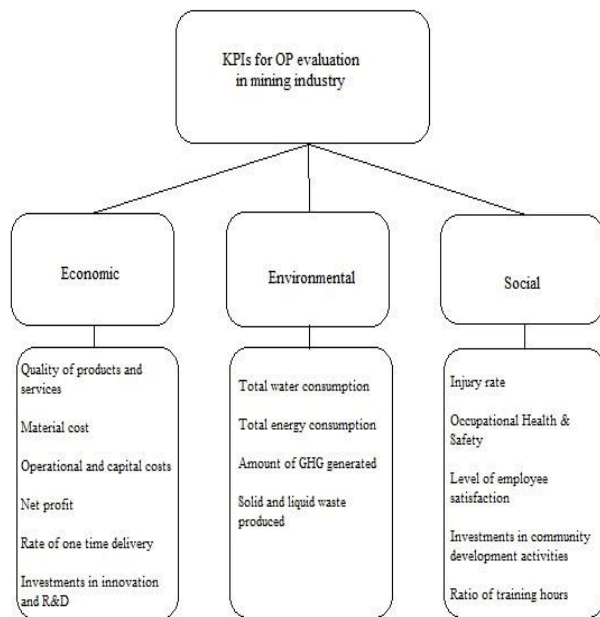 KPIs for OP evaluation
in mining industry
Economic
Environmental
Social
Quality of products and
services
Material cost
Operational and capital costs
Net profit
Rate of one time delivery
Investments in innovation
and R&D
Total water consumption
Total energy consumption
Amount of GHG generated
Solid and liquid waste
produced
Injury rate
Occupational Health &
Safety
Level of employee
satisfaction
Investments in community
development activities
Ratio of training hours